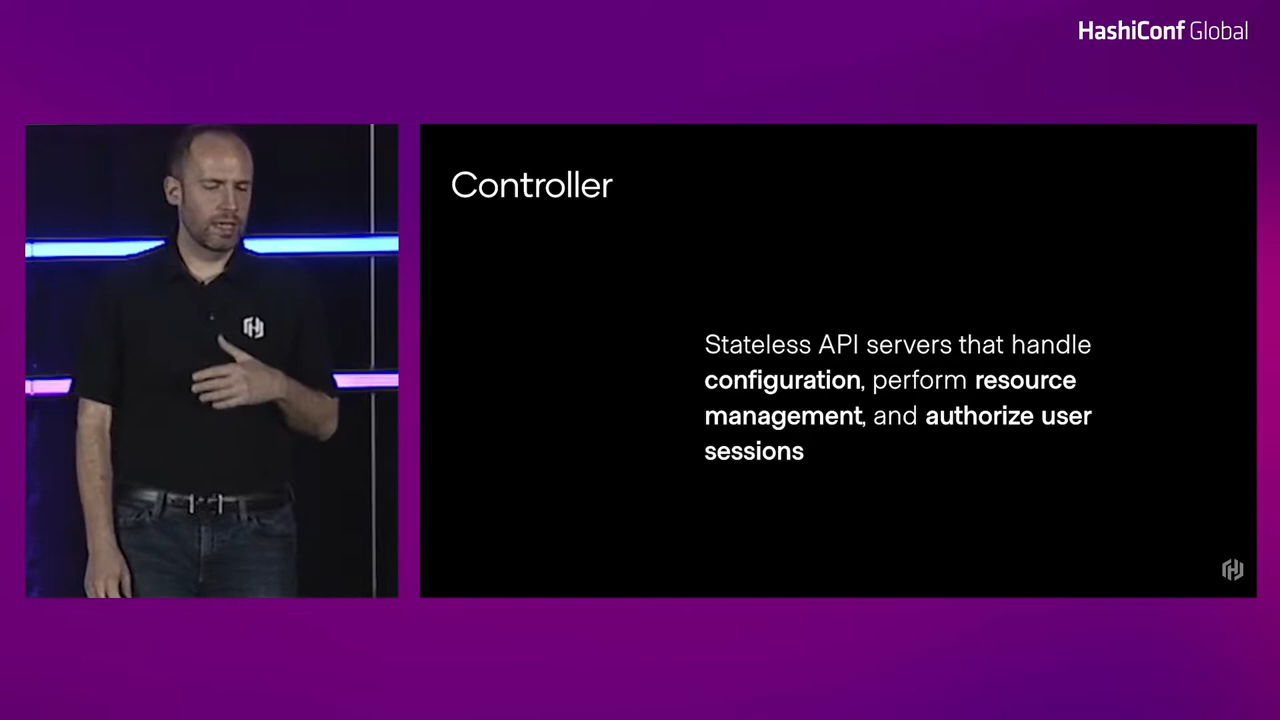 HashiConf Global
Controller
Stateless API servers that handle
configuration, perform resource
management, and authorize user
sessions